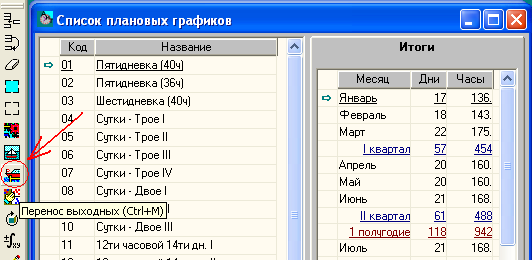 Список плановых графиков
Код Название
01 Пятидневка (40ч)
02 Пятидневка (36ч)
03 Шестидневка (40ч)
04 Сутки - Трое I
05 Сутки - Трое II
06 Сутки - Трое III
07 Сутки - Трое IV
08 Сутки - Двое I
I
Перенос выходных (Ctrl+M)
10 Сутки - Двое III
11 12ти часовой 14ти дн. I
Итоги
Месяц Дни Часы
Январь 17 136.
Февраль 18 143.
Март 22 175.
I квартал 57 454
Апрель 20 160.
Май 20 160.
Июнь 21 168.
II квартал 61 488
1 полугодие 118 942
Июль 21 168.
±fxy